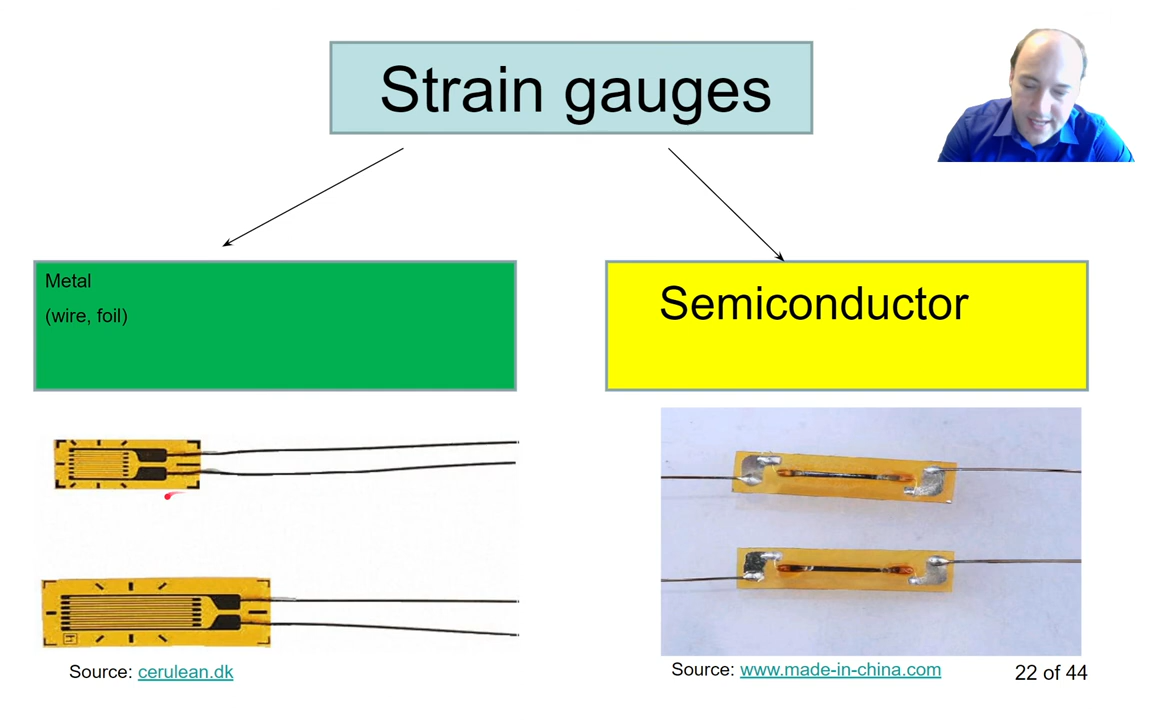 Strain gauges
Metal
(wire, foil)
Semiconductor
Source: cerulean.dk
Source: www.made-in-china.com
22 of 44